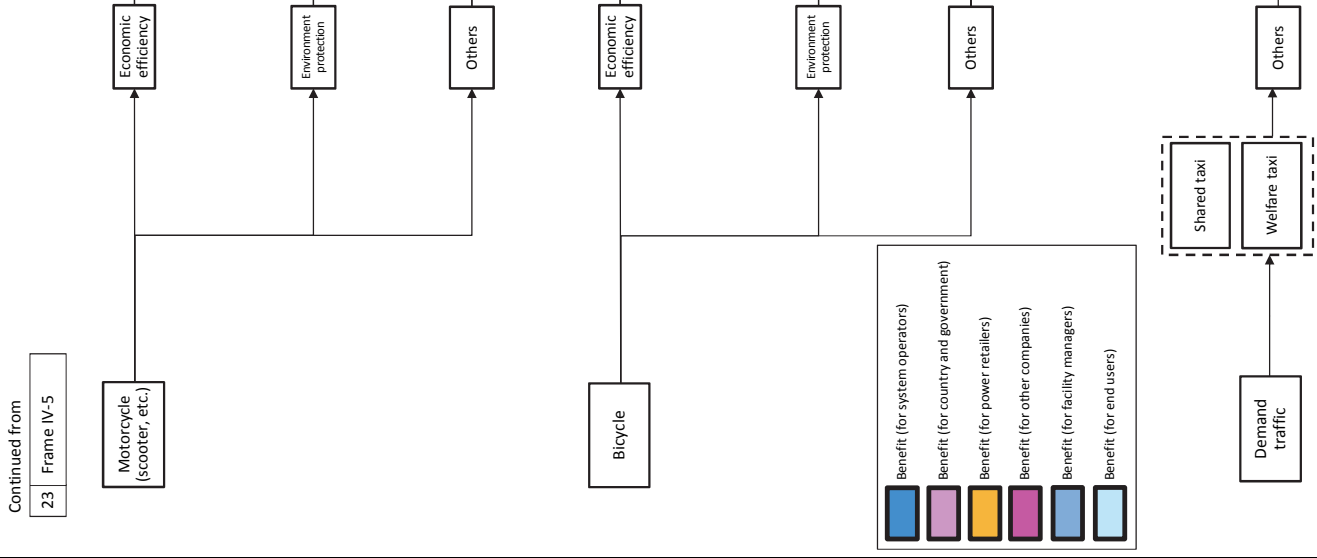 Continued from
23 Frame IV-5
Motorcycle
(scooter, etc.)
Economic
efficiency
Environment
protection
Others
Bicycle
Economic
efficiency
Environment
protection
Others
Benefit (for system operators)
Benefit (for country and government)
Benefit (for power retailers)
Benefit (for other companies)
Benefit (for facility managers)
Benefit (for end users)
Demand
traffic
Shared taxi
Welfare taxi
Others